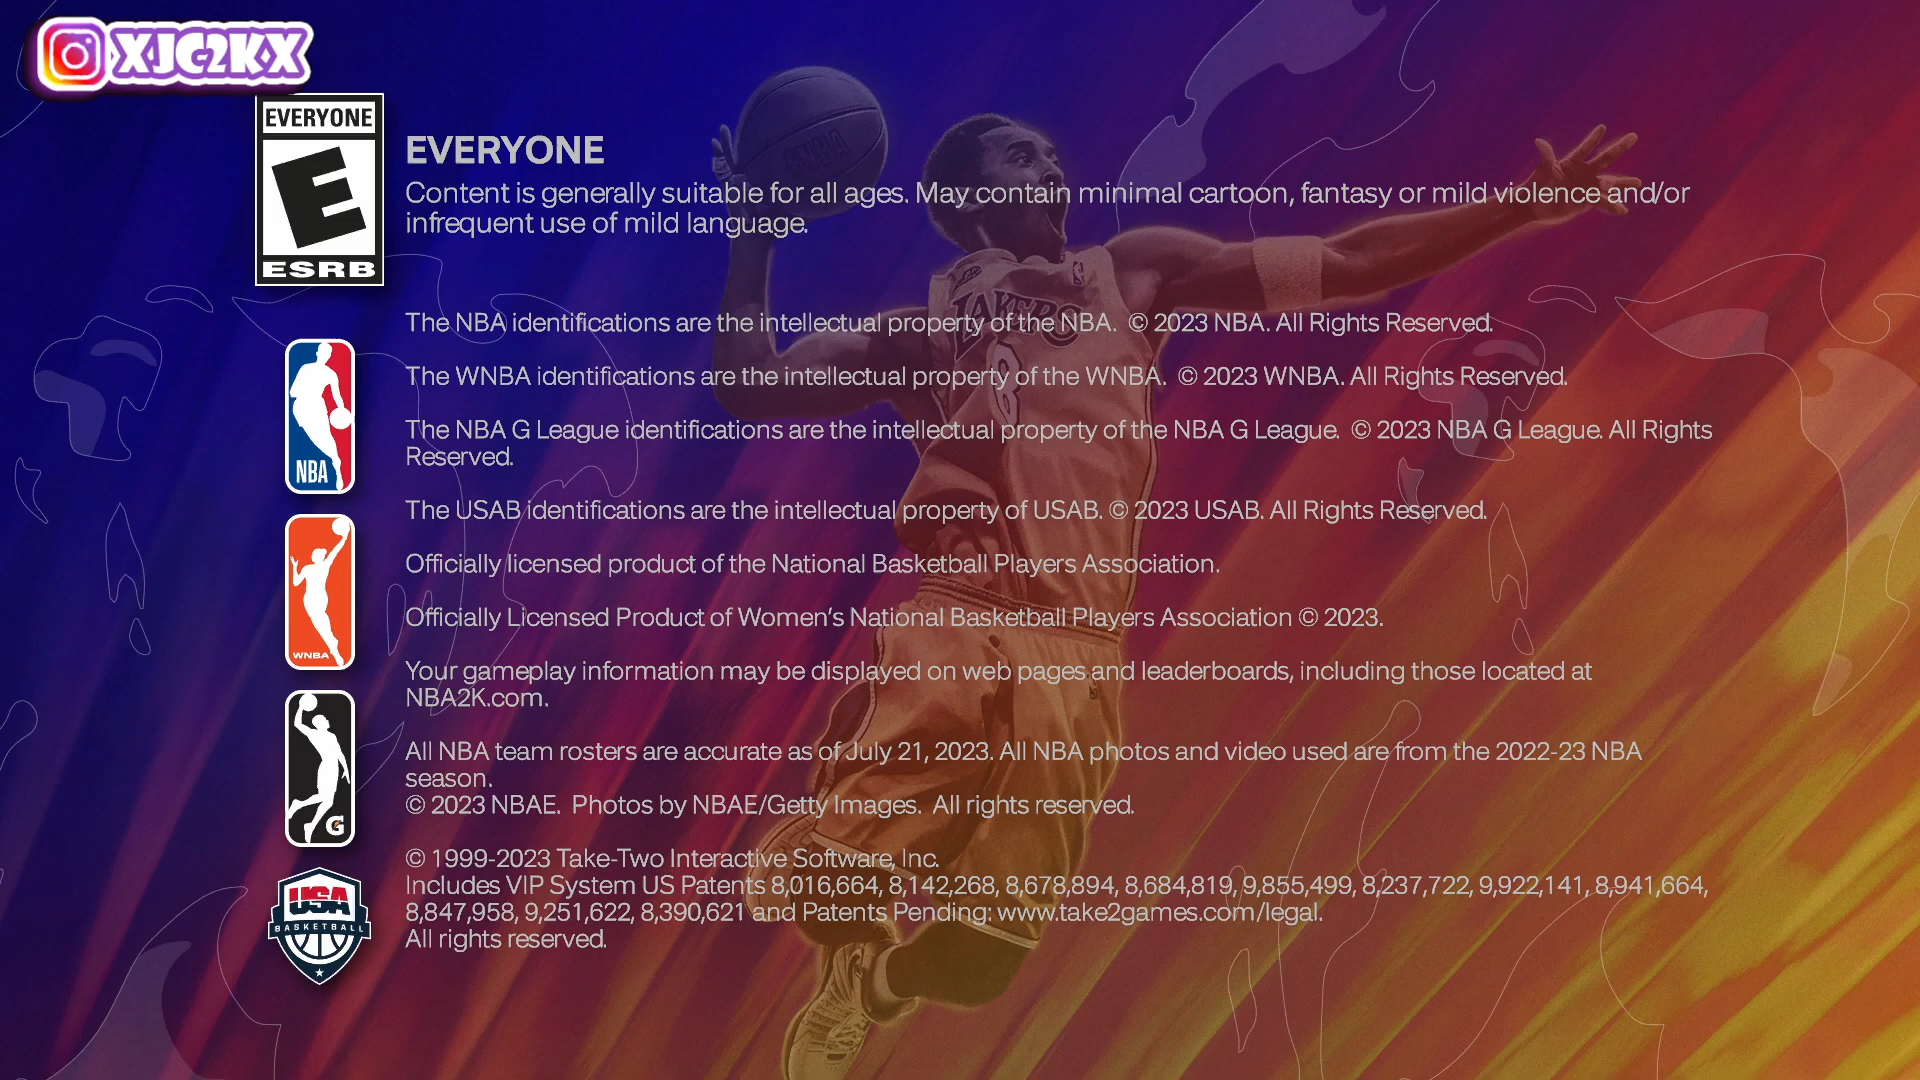 XJC2KX
EVERYONE
E
ESRB
EVERYONE
Content is generally suitable for all ages. May contain minimal cartoon, fantasy or mild violence and/or
infrequent use of mild language.
LAKERS
8
The NBA identifications are the intellectual property of the NBA.  © 2023 NBA. All Rights Reserved.
The WNBA identifications are the intellectual property of the WNBA.  © 2023 WNBA. All Rights Reserved.
The NBA G League identifications are the intellectual property of the NBA G League.  © 2023 NBA G League. All Rights
Reserved.
NBA
The USAB identifications are the intellectual property of USAB. © 2023 USAB. All Rights Reserved.
Officially licensed product of the National Basketball Players Association.
Officially Licensed Product of Women’s National Basketball Players Association © 2023.
WNBA
Your gameplay information may be displayed on web pages and leaderboards, including those located at
NBA2K.com.
All NBA team rosters are accurate as of July 21, 2023. All NBA photos and video used are from the 2022-23 NBA
season.
© 2023 NBAE.  Photos by NBAE/Getty Images.  All rights reserved.
G
© 1999-2023 Take-Two Interactive Software, Inc.
Includes VIP System US Patents 8,016,664, 8,142,268, 8,678,894, 8,684,819, 9,855,499, 8,237,722, 9,922,141, 8,941,664,
8,847,958, 9,251,622, 8,390,621 and Patents Pending: www.take2games.com/legal.
All rights reserved.
USA
BASKETBALL